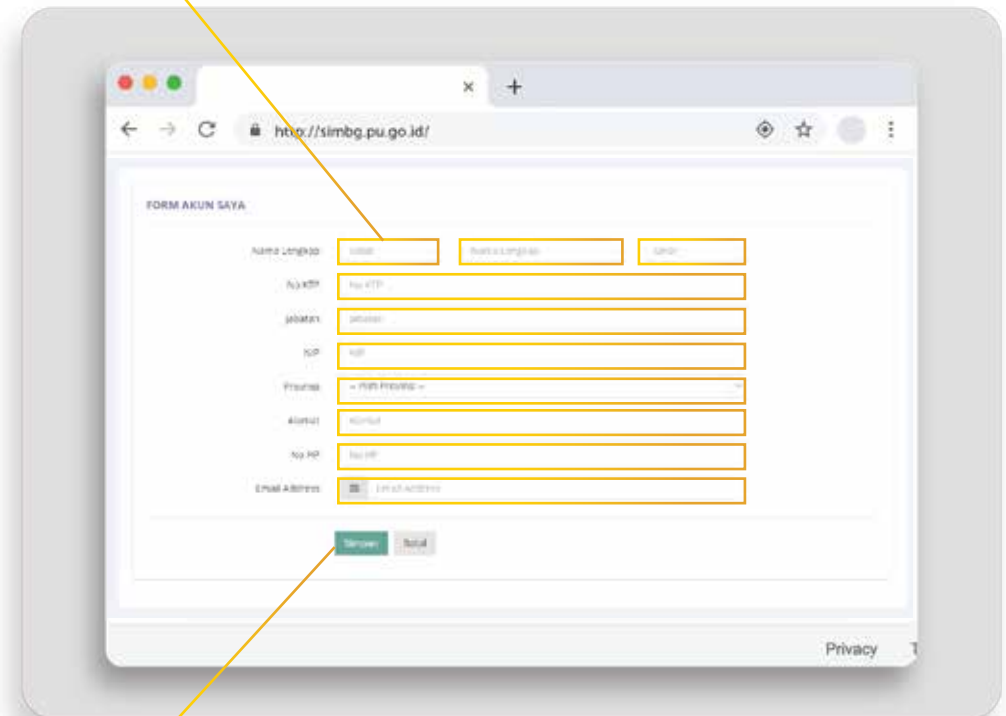 http://simbg.pu.go.id/
FORM AKUN SAYA
Nama Lengkap Nama Lengkap
No KTP No KTP
Jabatan Jabatan
NIP NIP
Provinsi -- Pilih Provinsi --
Alamat Alamat
No HP No HP
Email Address Email Address
Simpan Batal
Privacy